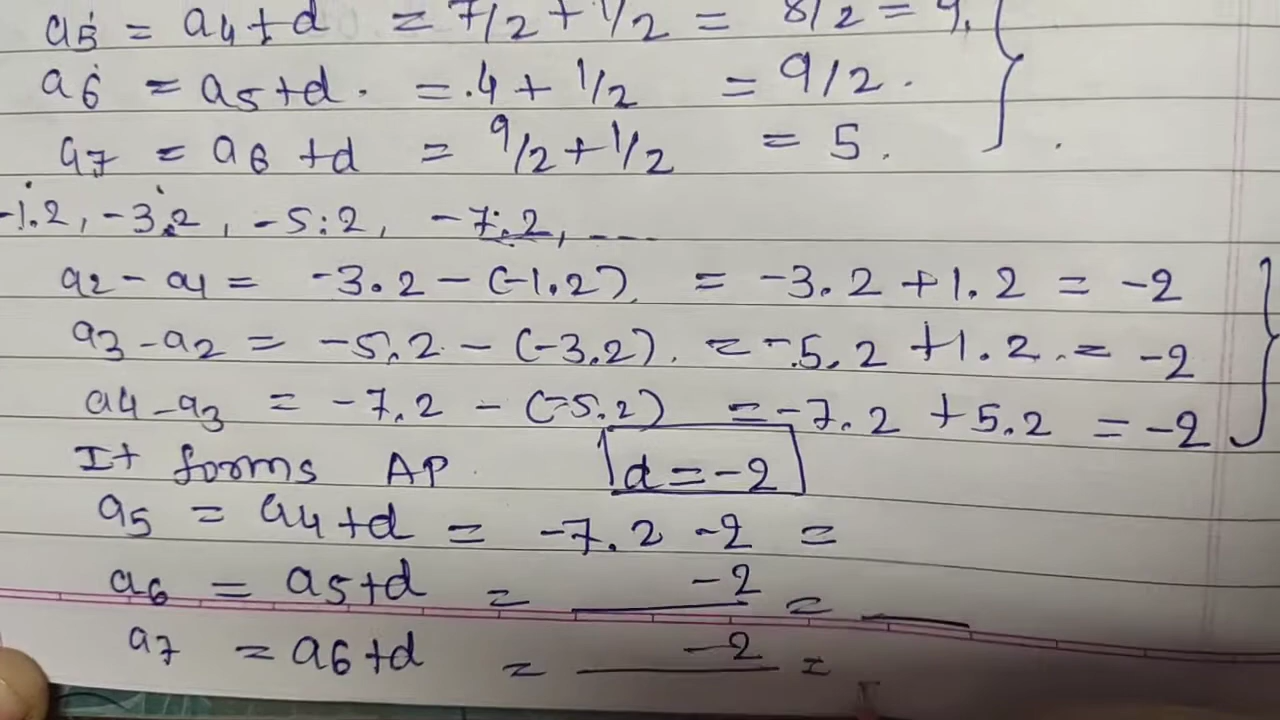 a5 = a4+d = 7/2 + 1/2 = 8/2 = 4.
a6 = a5+d. = .4 + 1/2 = 9/2.
a7 = a6 +d = 9/2+1/2 = 5.
-1.2, -3.2, -5.2, -7.2, ....
a2 - a1 = -3.2 - (-1.2) = -3.2 +1.2 = -2
a3 - a2 = -5.2 - (-3.2). = -5.2 +1.2. = -2
a4 - a3 = -7.2 - (-5.2) = -7.2 +5.2 = -2
It forms AP. d = -2
a5 = a4+d = -7.2 -2 =
a6 = a5+d = ___ -2 = ___
a7 = a6+d = ___ -2 =